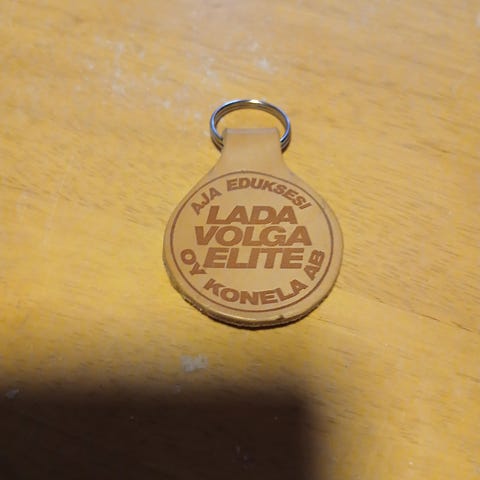 AJA EDUKSESI
LADA
VOLGA
ELITE
OY KONELA AB